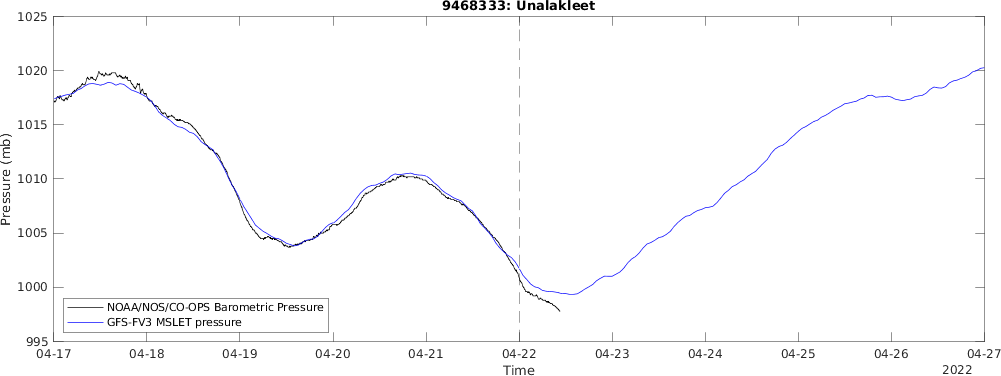 9468333: Unalakleet
1025
1020
1015
1010
1005
1000
995
Pressure (mb)
NOAA/NOS/CO-OPS Barometric Pressure
GFS-FV3 MSLET pressure
04-17 04-18 04-19 04-20 04-21 04-22 04-23 04-24 04-25 04-26 04-27
Time
2022